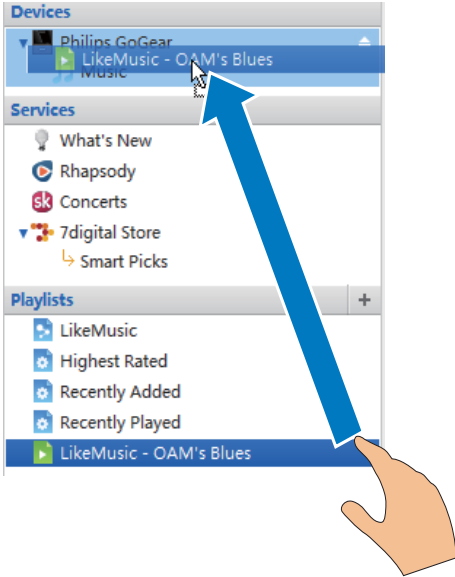 Devices
Philips GoGear
LikeMusic - OAM's Blues
Music
Services
What's New
Rhapsody
sk Concerts
7digital Store
Smart Picks
Playlists +
LikeMusic
Highest Rated
Recently Added
Recently Played
LikeMusic - OAM's Blues